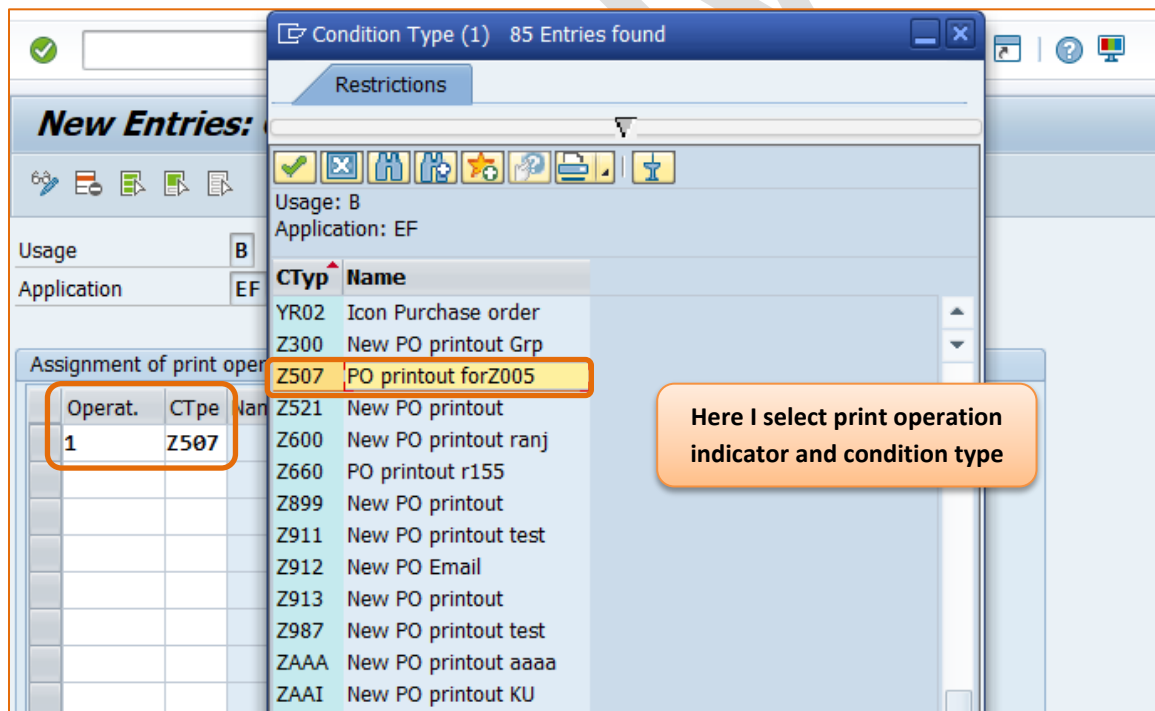 Condition Type (1) 85 Entries found
Restrictions
New Entries:
Usage: B
Application: EF
Usage B
Application EF
CTyp Name
YR02 Icon Purchase order
Z300 New PO printout Grp
Z507 PO printout forZ005
Z521 New PO printout
Z600 New PO printout ranj
Z660 PO printout r155
Z899 New PO printout
Z911 New PO printout test
Z912 New PO Email
Z913 New PO printout
Z987 New PO printout test
ZAAA New PO printout aaaa
ZAAI New PO printout KU
Assignment of print oper
Operat. CTpe Nan
1 Z507
Here I select print operation
indicator and condition type